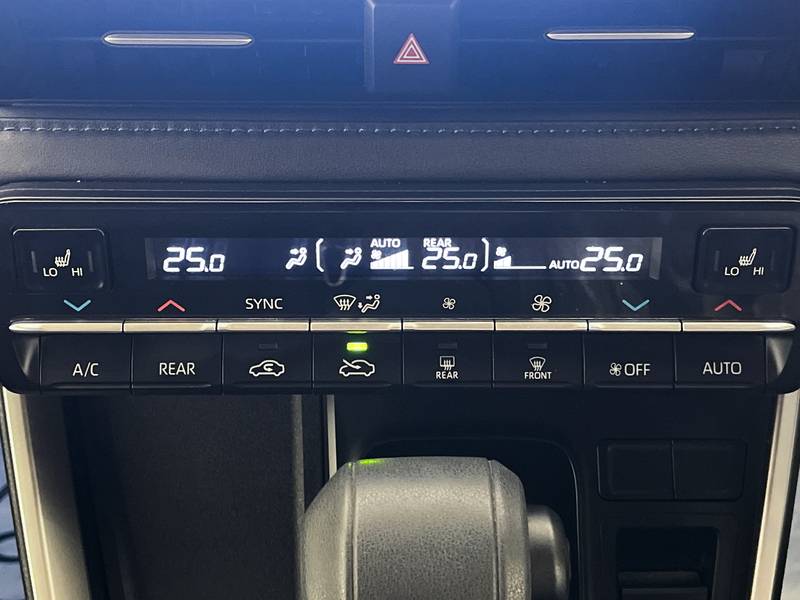 AUTO REAR
25.0 25.0 AUTO 25.0
LO HI LO HI
SYNC
A/C REAR REAR FRONT OFF AUTO